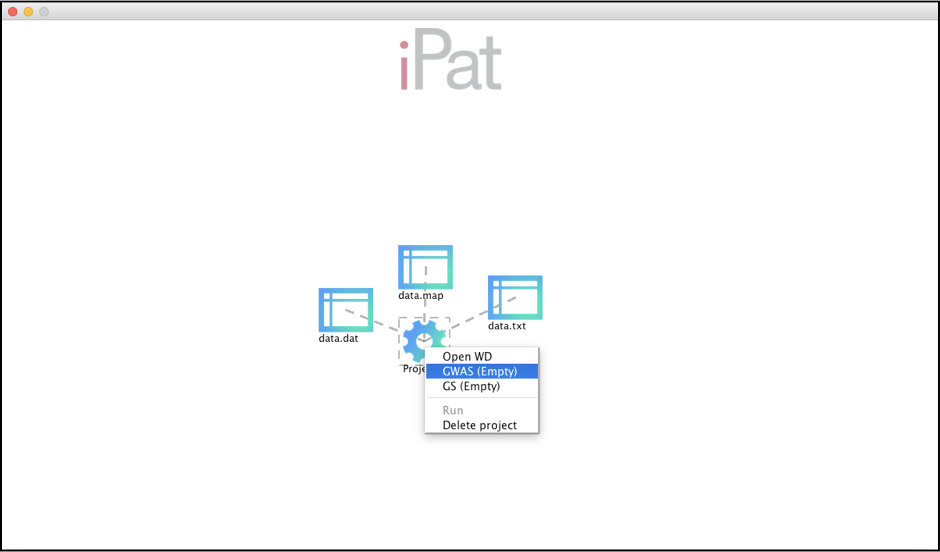 iPat
data.map
data.txt
data.dat
Open WD
GWAS (Empty)
GS (Empty)
Run
Delete project